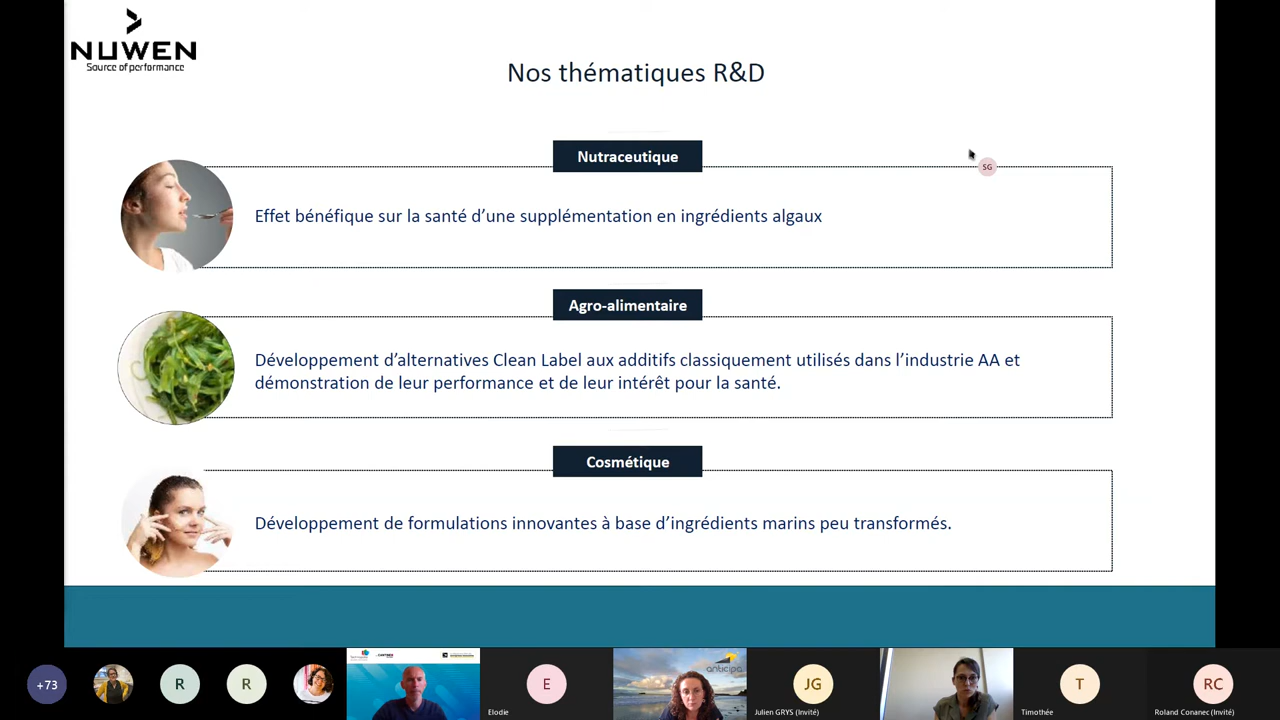 NUWEN
Source of performance
Nos thématiques R&D
Nutraceutique
SG
Effet bénéfique sur la santé d’une supplémentation en ingrédients algaux
Agro-alimentaire
Développement d’alternatives Clean Label aux additifs classiquement utilisés dans l’industrie AA et
démonstration de leur performance et de leur intérêt pour la santé.
Cosmétique
Développement de formulations innovantes à base d’ingrédients marins peu transformés.
+73
R
R
E
Elodie
anticipa
JG
Julien GRYS (Invité)
T
Timothée
RC
Roland Conanec (Invité)